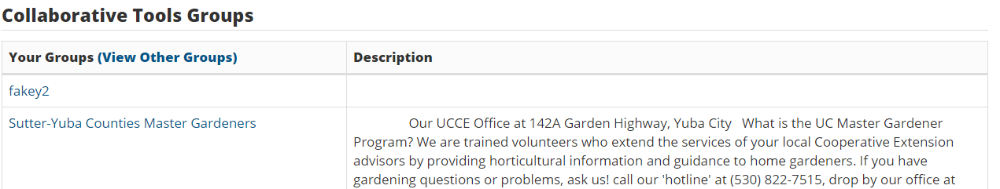 Collaborative Tools Groups
Your Groups (View Other Groups) Description
fakey2
Sutter-Yuba Counties Master Gardeners Our UCCE Office at 142A Garden Highway, Yuba City What is the UC Master Gardener
Program? We are trained volunteers who extend the services of your local Cooperative Extension
advisors by providing horticultural information and guidance to home gardeners. If you have
gardening questions or problems, ask us! call our 'hotline' at (530) 822-7515, drop by our office at